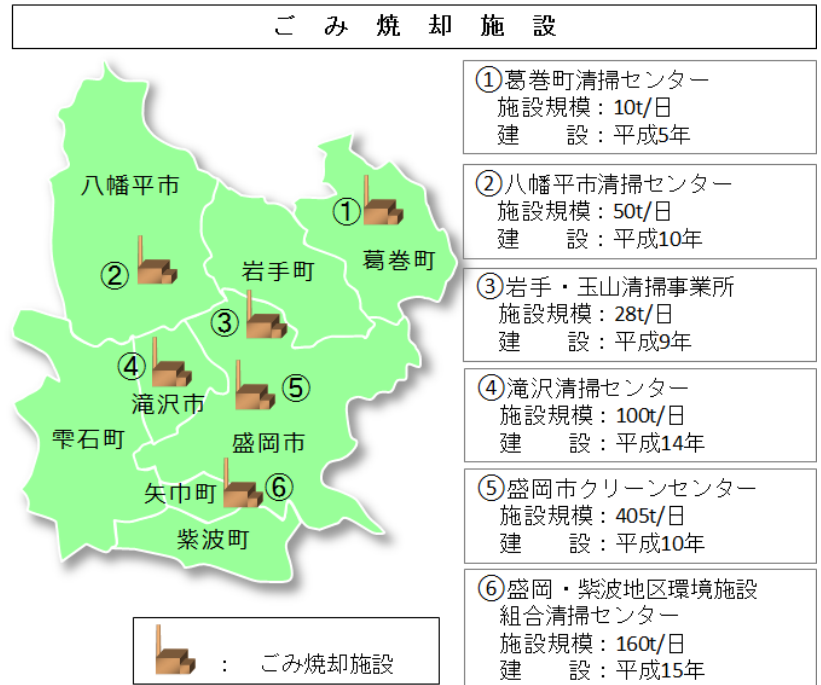 ごみ焼却施設
八幡平市
①
葛巻町
②
岩手町
③
④
滝沢市
⑤
雫石町
盛岡市
矢巾町
⑥
紫波町
： ごみ焼却施設
①葛巻町清掃センター
施設規模：10t/日
建　　設：平成5年
②八幡平市清掃センター
施設規模：50t/日
建　　設：平成10年
③岩手・玉山清掃事業所
施設規模：28t/日
建　　設：平成9年
④滝沢清掃センター
施設規模：100t/日
建　　設：平成14年
⑤盛岡市クリーンセンター
施設規模：405t/日
建　　設：平成10年
⑥盛岡・紫波地区環境施設
組合清掃センター
施設規模：160t/日
建　　設：平成15年